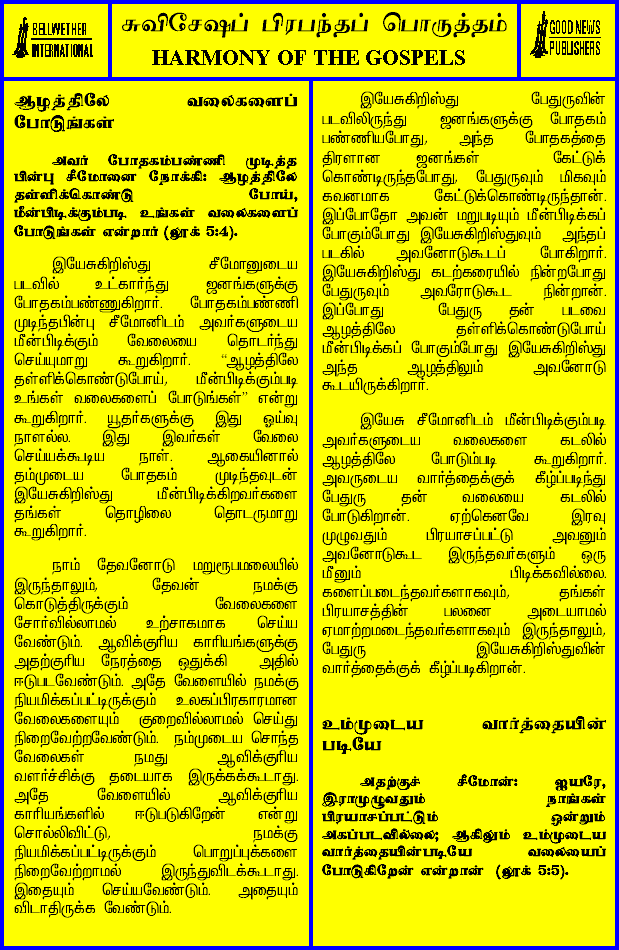 BELLWETHER
INTERNATIONAL
சுவிசேஷப் பிரபந்தப் பொருத்தம்
HARMONY OF THE GOSPELS
GOOD NEWS
PUBLISHERS
ஆழத்திலே வலைகளைப்
போடுங்கள்
அவர் போதகம்பண்ணி முடித்த
பின்பு சீமோனை நோக்கி: ஆழத்திலே
தள்ளிக்கொண்டு போய்,
மீன்பிடிக்கும்படி உங்கள் வலைகளைப்
போடுங்கள் என்றார் (லூக் 5:4).
இயேசுகிறிஸ்து சீமோனுடைய
படவில் உட்கார்ந்து ஜனங்களுக்கு
போதகம்பண்ணுகிறார். போதகம்பண்ணி
முடிந்தபின்பு சீமோனிடம் அவர்களுடைய
மீன்பிடிக்கும் வேலையை தொடர்ந்து
செய்யுமாறு கூறுகிறார். “ஆழத்திலே
தள்ளிக்கொண்டுபோய், மீன்பிடிக்கும்படி
உங்கள் வலைகளைப் போடுங்கள்” என்று
கூறுகிறார். யூதர்களுக்கு இது ஓய்வு
நாளல்ல. இது இவர்கள் வேலை
செய்யக்கூடிய நாள். ஆகையினால்
தம்முடைய போதகம் முடிந்தவுடன்
இயேசுகிறிஸ்து மீன்பிடிக்கிறவர்களை
தங்கள் தொழிலை தொடருமாறு
கூறுகிறார்.
நாம் தேவனோடு மறுரூபமலையில்
இருந்தாலும், தேவன் நமக்கு
கொடுத்திருக்கும் வேலைகளை
சோர்வில்லாமல் உற்சாகமாக செய்ய
வேண்டும். ஆவிக்குரிய காரியங்களுக்கு
அதற்குரிய நேரத்தை ஒதுக்கி அதில்
ஈடுபடவேண்டும். அதே வேளையில் நமக்கு
நியமிக்கப்பட்டிருக்கும் உலகப்பிரகாரமான
வேலைகளையும் குறைவில்லாமல் செய்து
நிறைவேற்றவேண்டும். நம்முடைய சொந்த
வேலைகள் நமது ஆவிக்குரிய
வளர்ச்சிக்கு தடையாக இருக்கக்கூடாது.
அதே வேளையில் ஆவிக்குரிய
காரியங்களில் ஈடுபடுகிறேன் என்று
சொல்லிவிட்டு, நமக்கு
நியமிக்கப்பட்டிருக்கும் பொறுப்புக்களை
நிறைவேற்றாமல் இருந்துவிடக்கூடாது.
இதையும் செய்யவேண்டும். அதையும்
விடாதிருக்க வேண்டும்.
இயேசுகிறிஸ்து பேதுருவின்
படவிலிருந்து ஜனங்களுக்கு போதகம்
பண்ணியபோது, அந்த போதகத்தை
திரளான ஜனங்கள் கேட்டுக்
கொண்டிருந்தபோது, பேதுருவும் மிகவும்
கவனமாக கேட்டுக்கொண்டிருந்தான்.
இப்போதோ அவன் மறுபடியும் மீன்பிடிக்கப்
போகும்போது இயேசுகிறிஸ்துவும் அந்தப்
படகில் அவனோடுகூடப் போகிறார்.
இயேசுகிறிஸ்து கடற்கரையில் நின்றபோது
பேதுருவும் அவரோடுகூட நின்றான்.
இப்போது பேதுரு தன் படவை
ஆழத்திலே தள்ளிக்கொண்டுபோய்
மீன்பிடிக்கப் போகும்போது இயேசுகிறிஸ்து
அந்த ஆழத்திலும் அவனோடு
கூடயிருக்கிறார்.
இயேசு சீமோனிடம் மீன்பிடிக்கும்படி
அவர்களுடைய வலைகளை கடலில்
ஆழத்திலே போடும்படி கூறுகிறார்.
அவருடைய வார்த்தைக்குக் கீழ்ப்படிந்து
பேதுரு தன் வலையை கடலில்
போடுகிறான். ஏற்கெனவே இரவு
முழுவதும் பிரயாசப்பட்டு அவனும்
அவனோடுகூட இருந்தவர்களும் ஒரு
மீனும் பிடிக்கவில்லை.
களைப்படைந்தவர்களாகவும், தங்கள்
பிரயாசத்தின் பலனை அடையாமல்
ஏமாற்றமடைந்தவர்களாகவும் இருந்தாலும்,
பேதுரு இயேசுகிறிஸ்துவின்
வார்த்தைக்குக் கீழ்ப்படிகிறான்.
உம்முடைய வார்த்தையின்
படியே
அதற்குச் சீமோன்: ஐயரே,
இராமுழுவதும் நாங்கள்
பிரயாசப்பட்டும் ஒன்றும்
அகப்படவில்லை; ஆகிலும் உம்முடைய
வார்த்தையின்படியே வலையைப்
போடுகிறேன் என்றான் (லூக் 5:5).